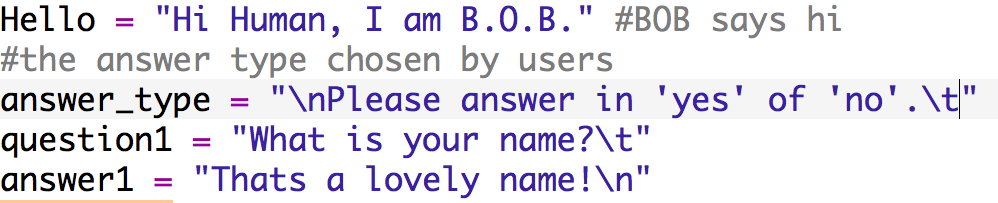 Hello = "Hi Human, I am B.O.B." #BOB says hi
#the answer type chosen by users
answer_type = "\nPlease answer in 'yes' of 'no'.\t"
question1 = "What is your name?\t"
answer1 = "Thats a lovely name!\n"